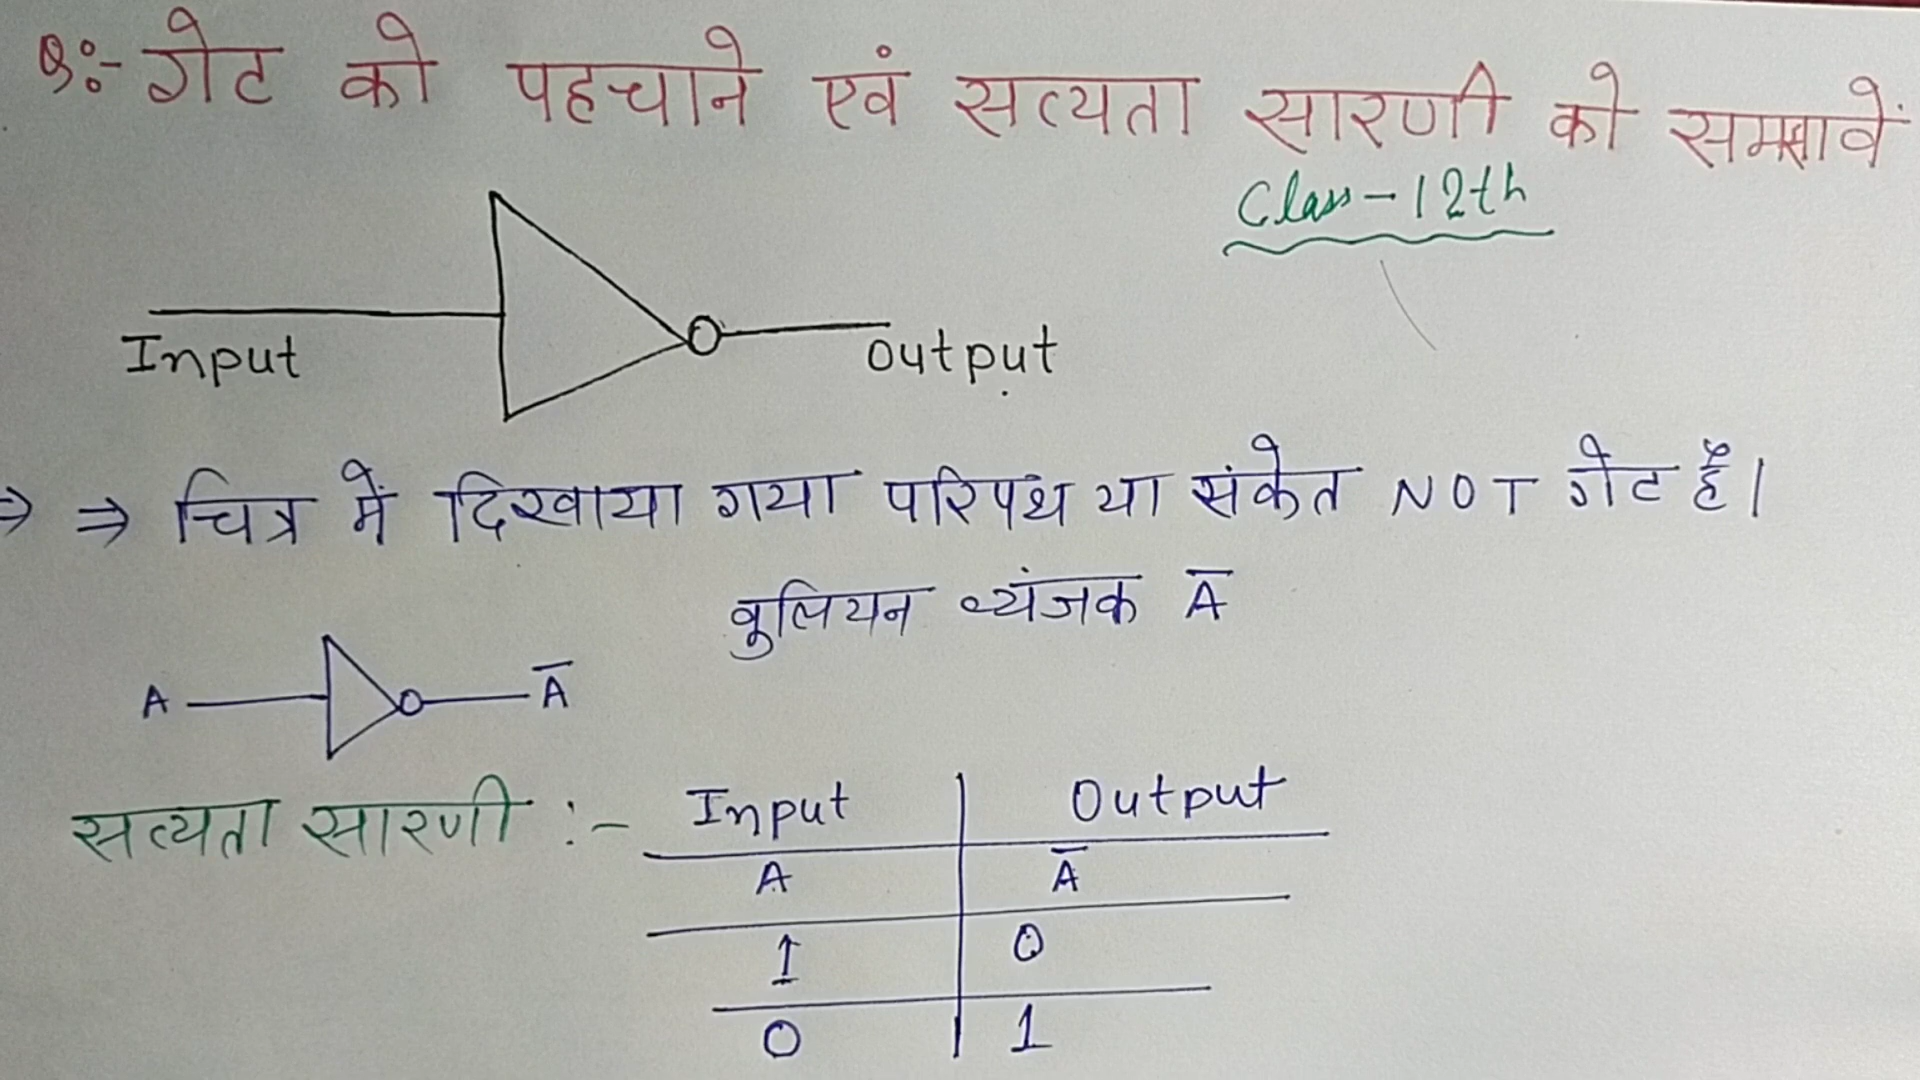 Q:- गेट को पहचाने एवं सत्यता सारणी को समझावें
Class-12th
Input
Output
⇒ ⇒ चित्र में दिखाया गया परिपथ या संकेत NOT गेट है।
वुलियन व्यंजक A̅
A
A̅
सत्यता सारणी :-
Input Output
A A̅
1 0
0 1